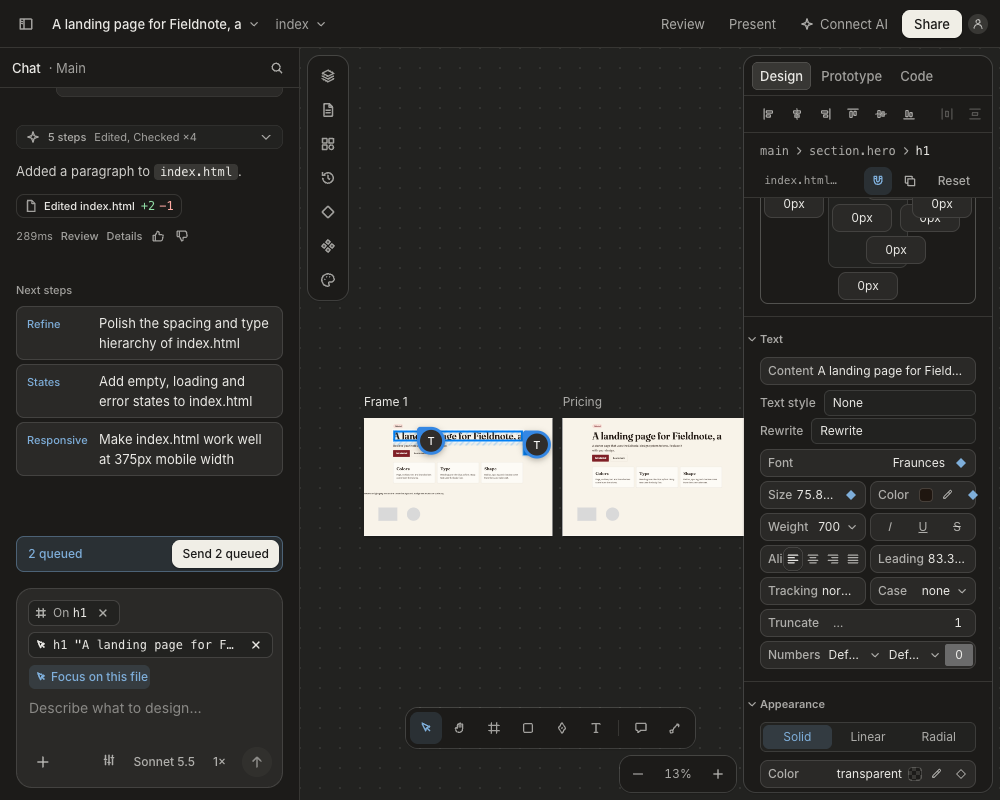 A landing page for Fieldnote, a
index
Review
Present
Connect AI
Share
Chat · Main
5 steps Edited, Checked ×4
Added a paragraph to index.html.
Edited index.html +2 −1
289ms Review Details
Next steps
Refine
Polish the spacing and type
hierarchy of index.html
States
Add empty, loading and
error states to index.html
Responsive
Make index.html work well
at 375px mobile width
2 queued
Send 2 queued
On h1
h1 "A landing page for F…
Focus on this file
Describe what to design...
Sonnet 5.5 1×
Frame 1
T
T
Colors
Type
Shape
Pricing
A landing page for Fieldnote, a
Colors
Type
Shape
13%
Design
Prototype
Code
main > section.hero > h1
index.html…
Reset
0px
0px
0px
0px
0px
0px
Text
Content A landing page for Field...
Text style None
Rewrite Rewrite
Font Fraunces
Size 75.8...
Color
Weight 700
I U S
Ali
Leading 83.3...
Tracking nor...
Case none
Truncate ... 1
Numbers Def... Def... 0
Appearance
Solid
Linear
Radial
Color transparent